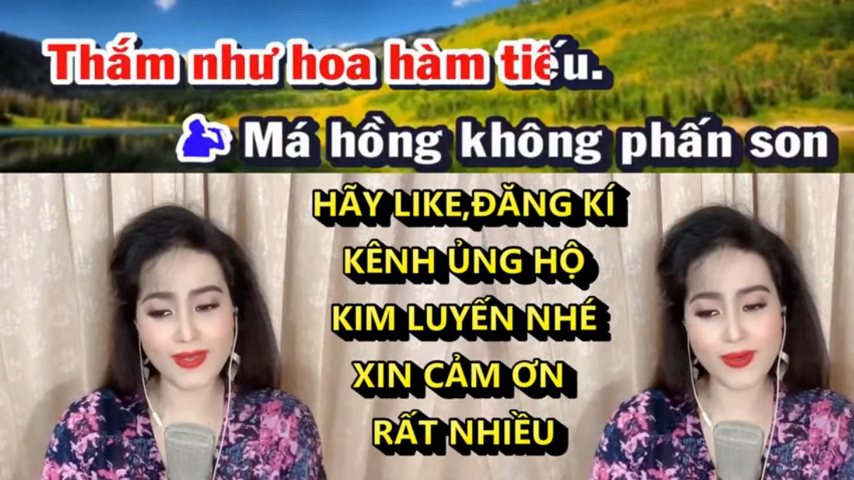 Thắm như hoa hàm tiếu.
Má hồng không phấn son
HÃY LIKE,ĐĂNG KÍ
KÊNH ỦNG HỘ
KIM LUYẾN NHÉ
XIN CẢM ƠN
RẤT NHIỀU